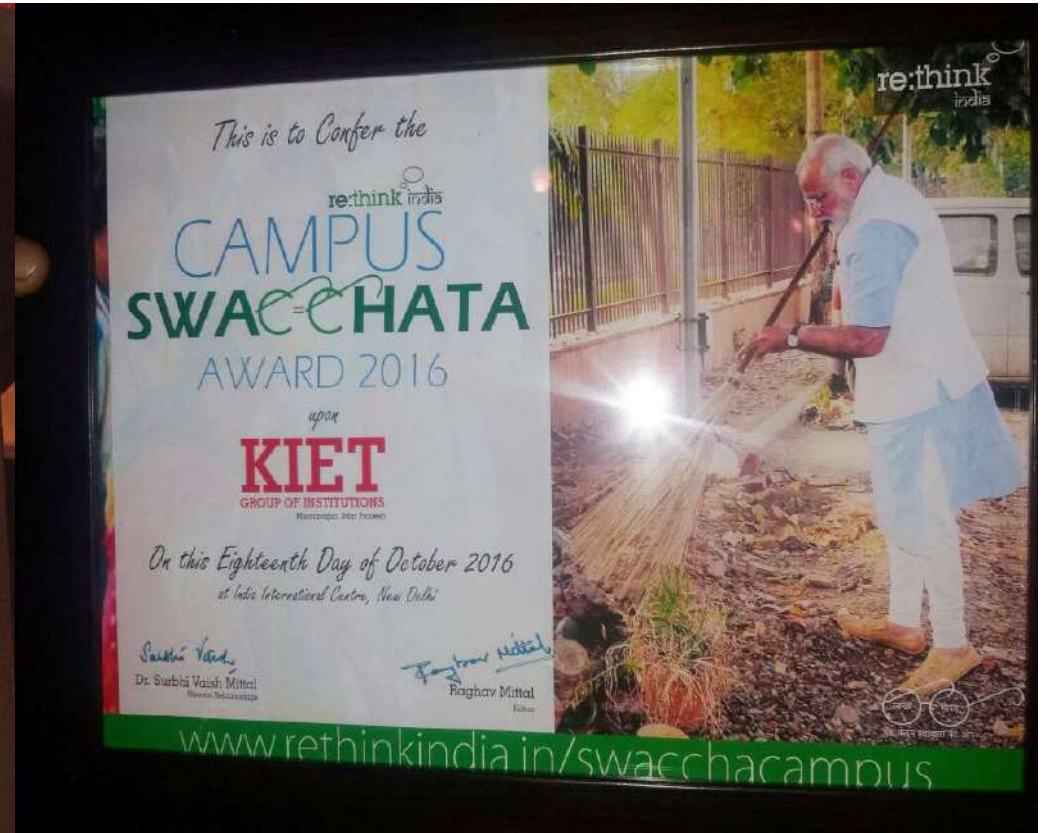 This is to Confer the
re:think india
CAMPUS
SWACCHATA
AWARD 2016
upon
KIET
GROUP OF INSTITUTIONS
On this Eighteenth Day of October 2016
at India International Centre, New Delhi
Dr. Surbhi Vaish Mittal
Raghav Mittal
Editor
www.rethinkindia.in/swacchacampus
re:think
india